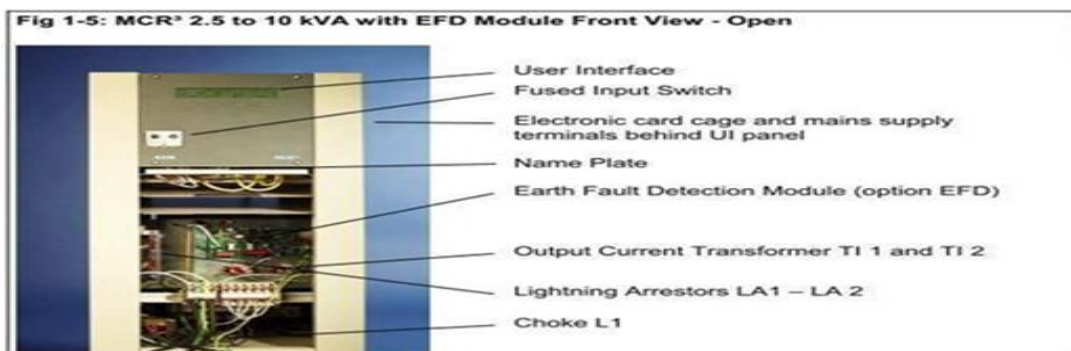 Fig 1-5: MCR³ 2.5 to 10 kVA with EFD Module Front View - Open
User Interface
Fused Input Switch
Electronic card cage and mains supply
terminals behind UI panel
Name Plate
Earth Fault Detection Module (option EFD)
Output Current Transformer TI 1 and TI 2
Lightning Arrestors LA1 – LA 2
Choke L1